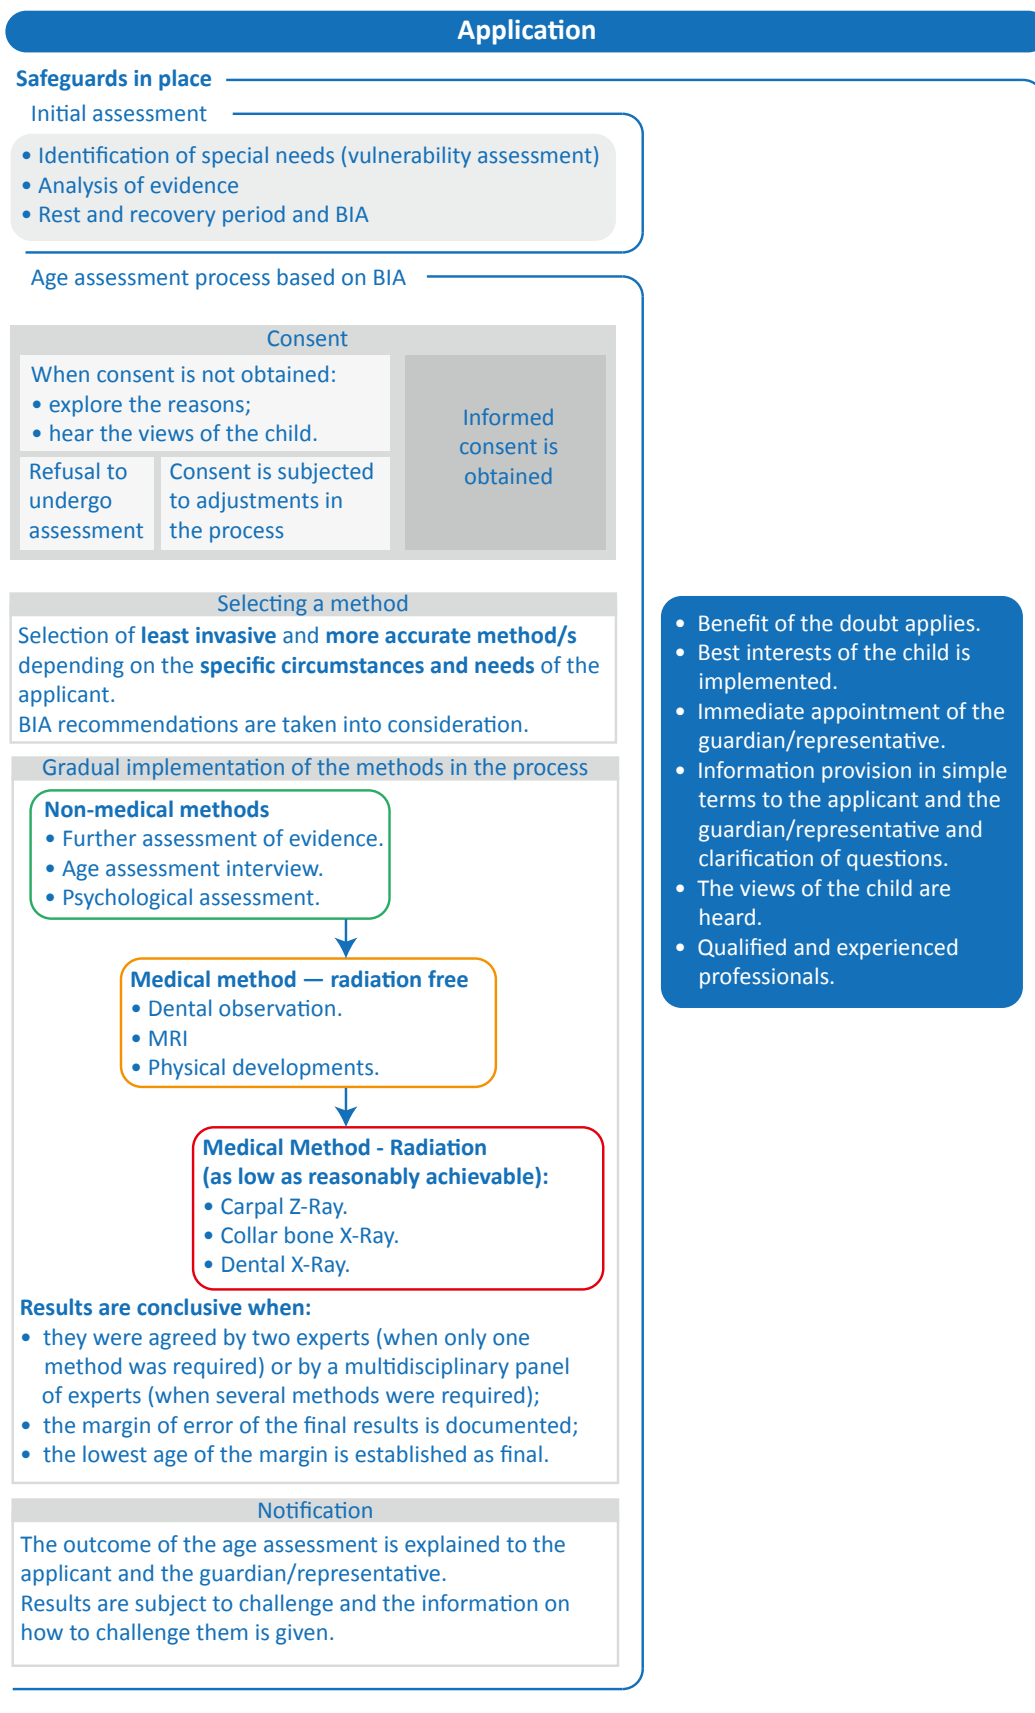 Application
Safeguards in place
Initial assessment
• Identification of special needs (vulnerability assessment)
• Analysis of evidence
• Rest and recovery period and BIA
Age assessment process based on BIA
Consent
When consent is not obtained:
• explore the reasons;
• hear the views of the child.
Refusal to
undergo
assessment
Consent is subjected
to adjustments in
the process
Informed
consent is
obtained
Selecting a method
Selection of least invasive and more accurate method/s
depending on the specific circumstances and needs of the
applicant.
BIA recommendations are taken into consideration.
Gradual implementation of the methods in the process
Non-medical methods
• Further assessment of evidence.
• Age assessment interview.
• Psychological assessment.
Medical method — radiation free
• Dental observation.
• MRI
• Physical developments.
Medical Method - Radiation
(as low as reasonably achievable):
• Carpal Z-Ray.
• Collar bone X-Ray.
• Dental X-Ray.
Results are conclusive when:
• they were agreed by two experts (when only one
method was required) or by a multidisciplinary panel
of experts (when several methods were required);
• the margin of error of the final results is documented;
• the lowest age of the margin is established as final.
Notification
The outcome of the age assessment is explained to the
applicant and the guardian/representative.
Results are subject to challenge and the information on
how to challenge them is given.
• Benefit of the doubt applies.
• Best interests of the child is
implemented.
• Immediate appointment of the
guardian/representative.
• Information provision in simple
terms to the applicant and the
guardian/representative and
clarification of questions.
• The views of the child are
heard.
• Qualified and experienced
professionals.